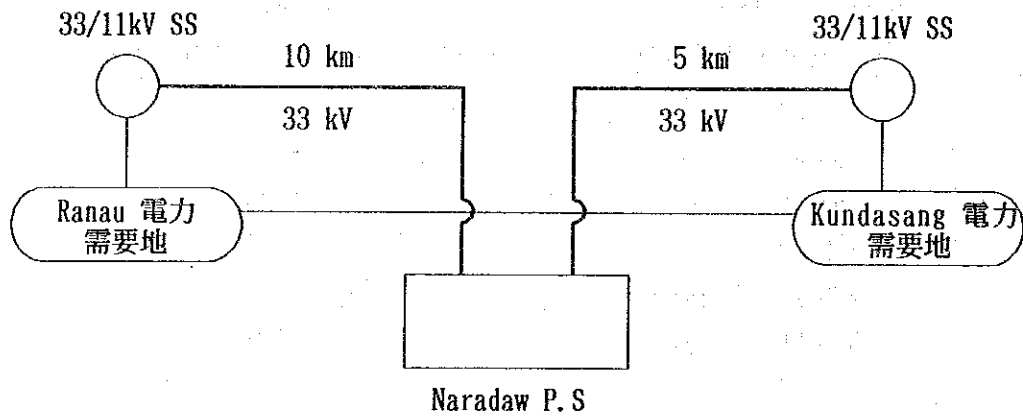 33/11kV SS
33/11kV SS
10 km
5 km
33 kV
33 kV
Ranau 電力
需要地
Kundasang 電力
需要地
Naradaw P.S